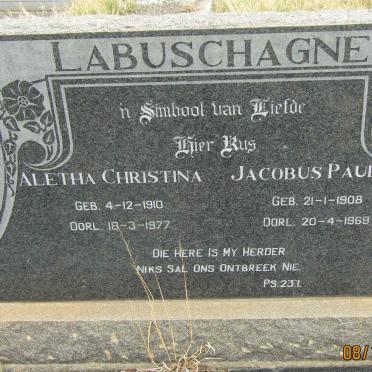 LABUSCHAGNE
'n Simbool van Liefde
Hier Rus
ALETHA CHRISTINA JACOBUS
GEB. 4-12-1910 GEB. 21-1-1908
OORL. 18-3-1977 OORL. 20-4-1969
DIE HERE IS MY HERDER
NIKS SAL ONS ONTBREEK NIE.
PS. 23:1.